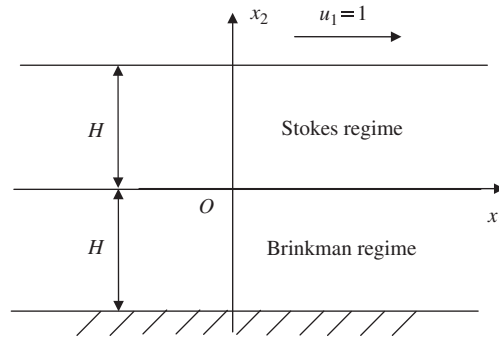 x₂
u₁=1
H
Stokes regime
O
x
H
Brinkman regime